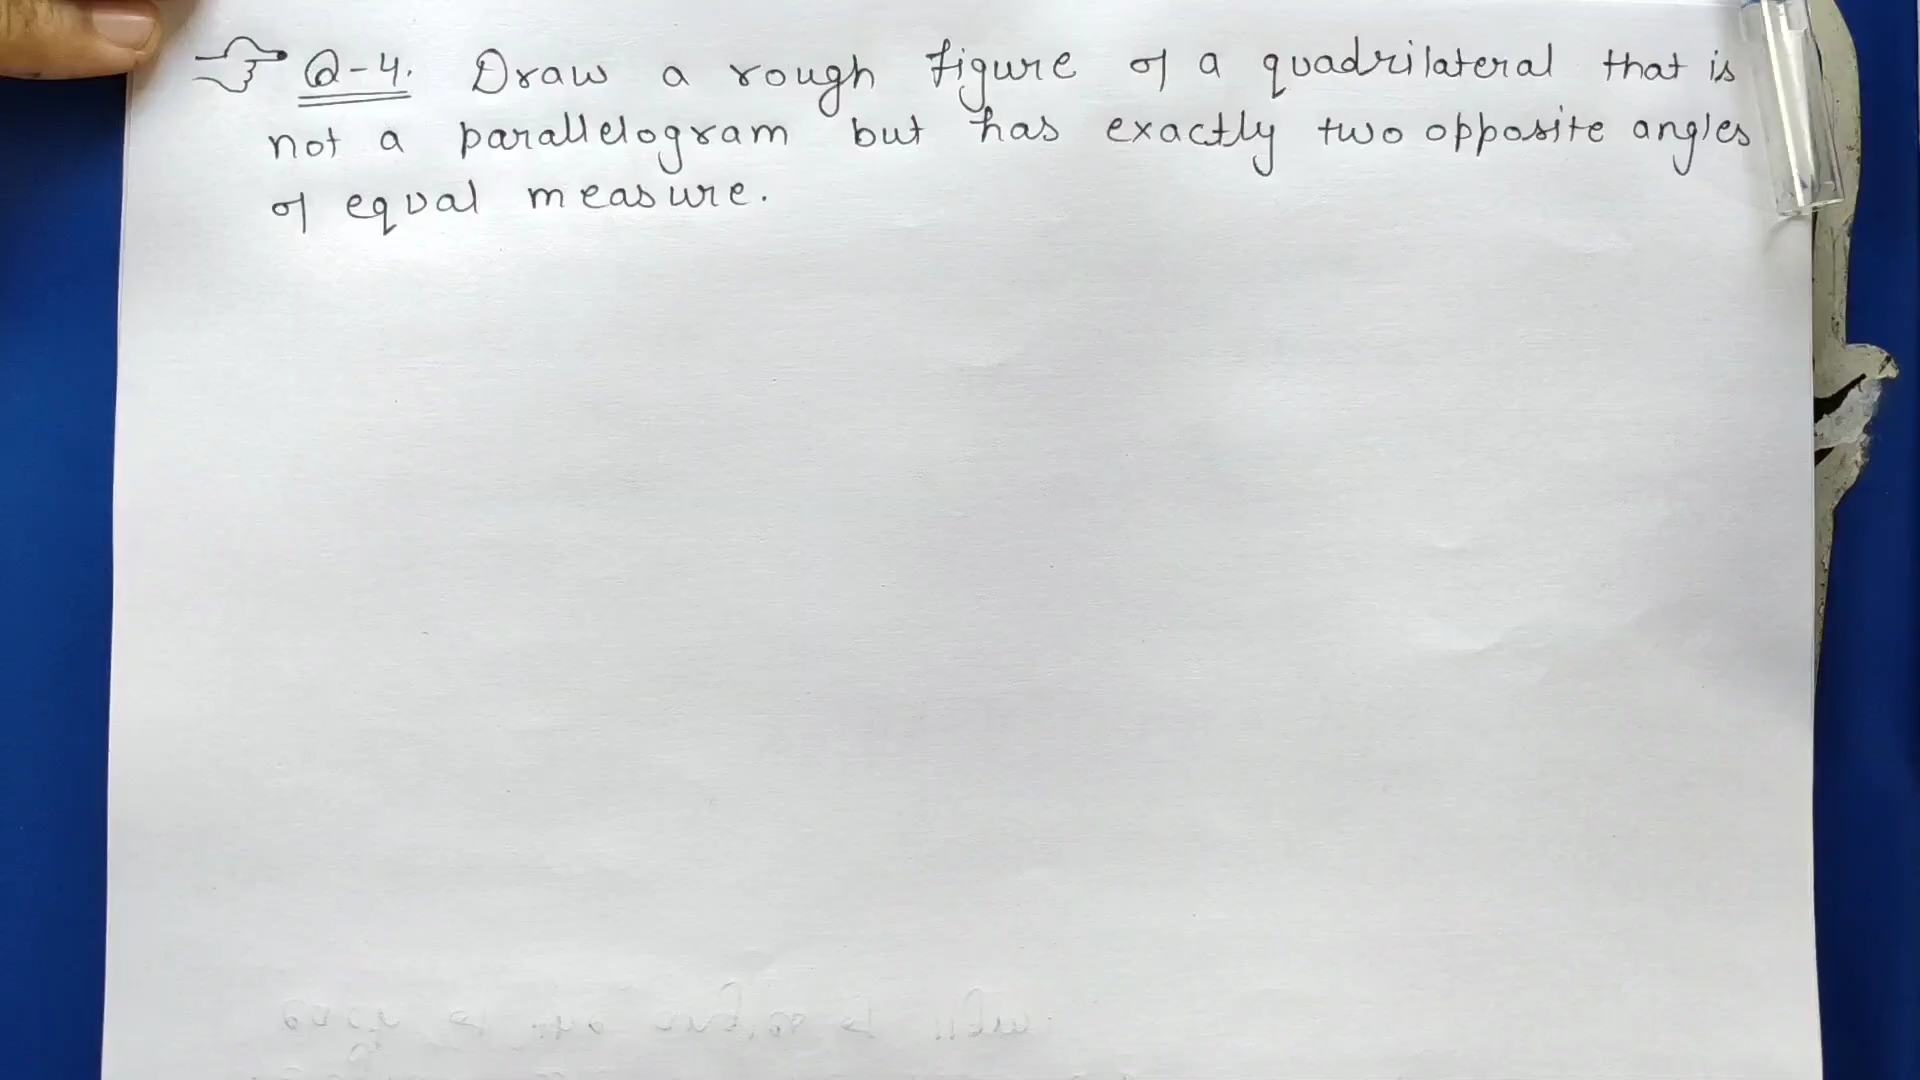 Q-4. Draw a rough figure of a quadrilateral that is
not a parallelogram but has exactly two opposite angles
of equal measure.